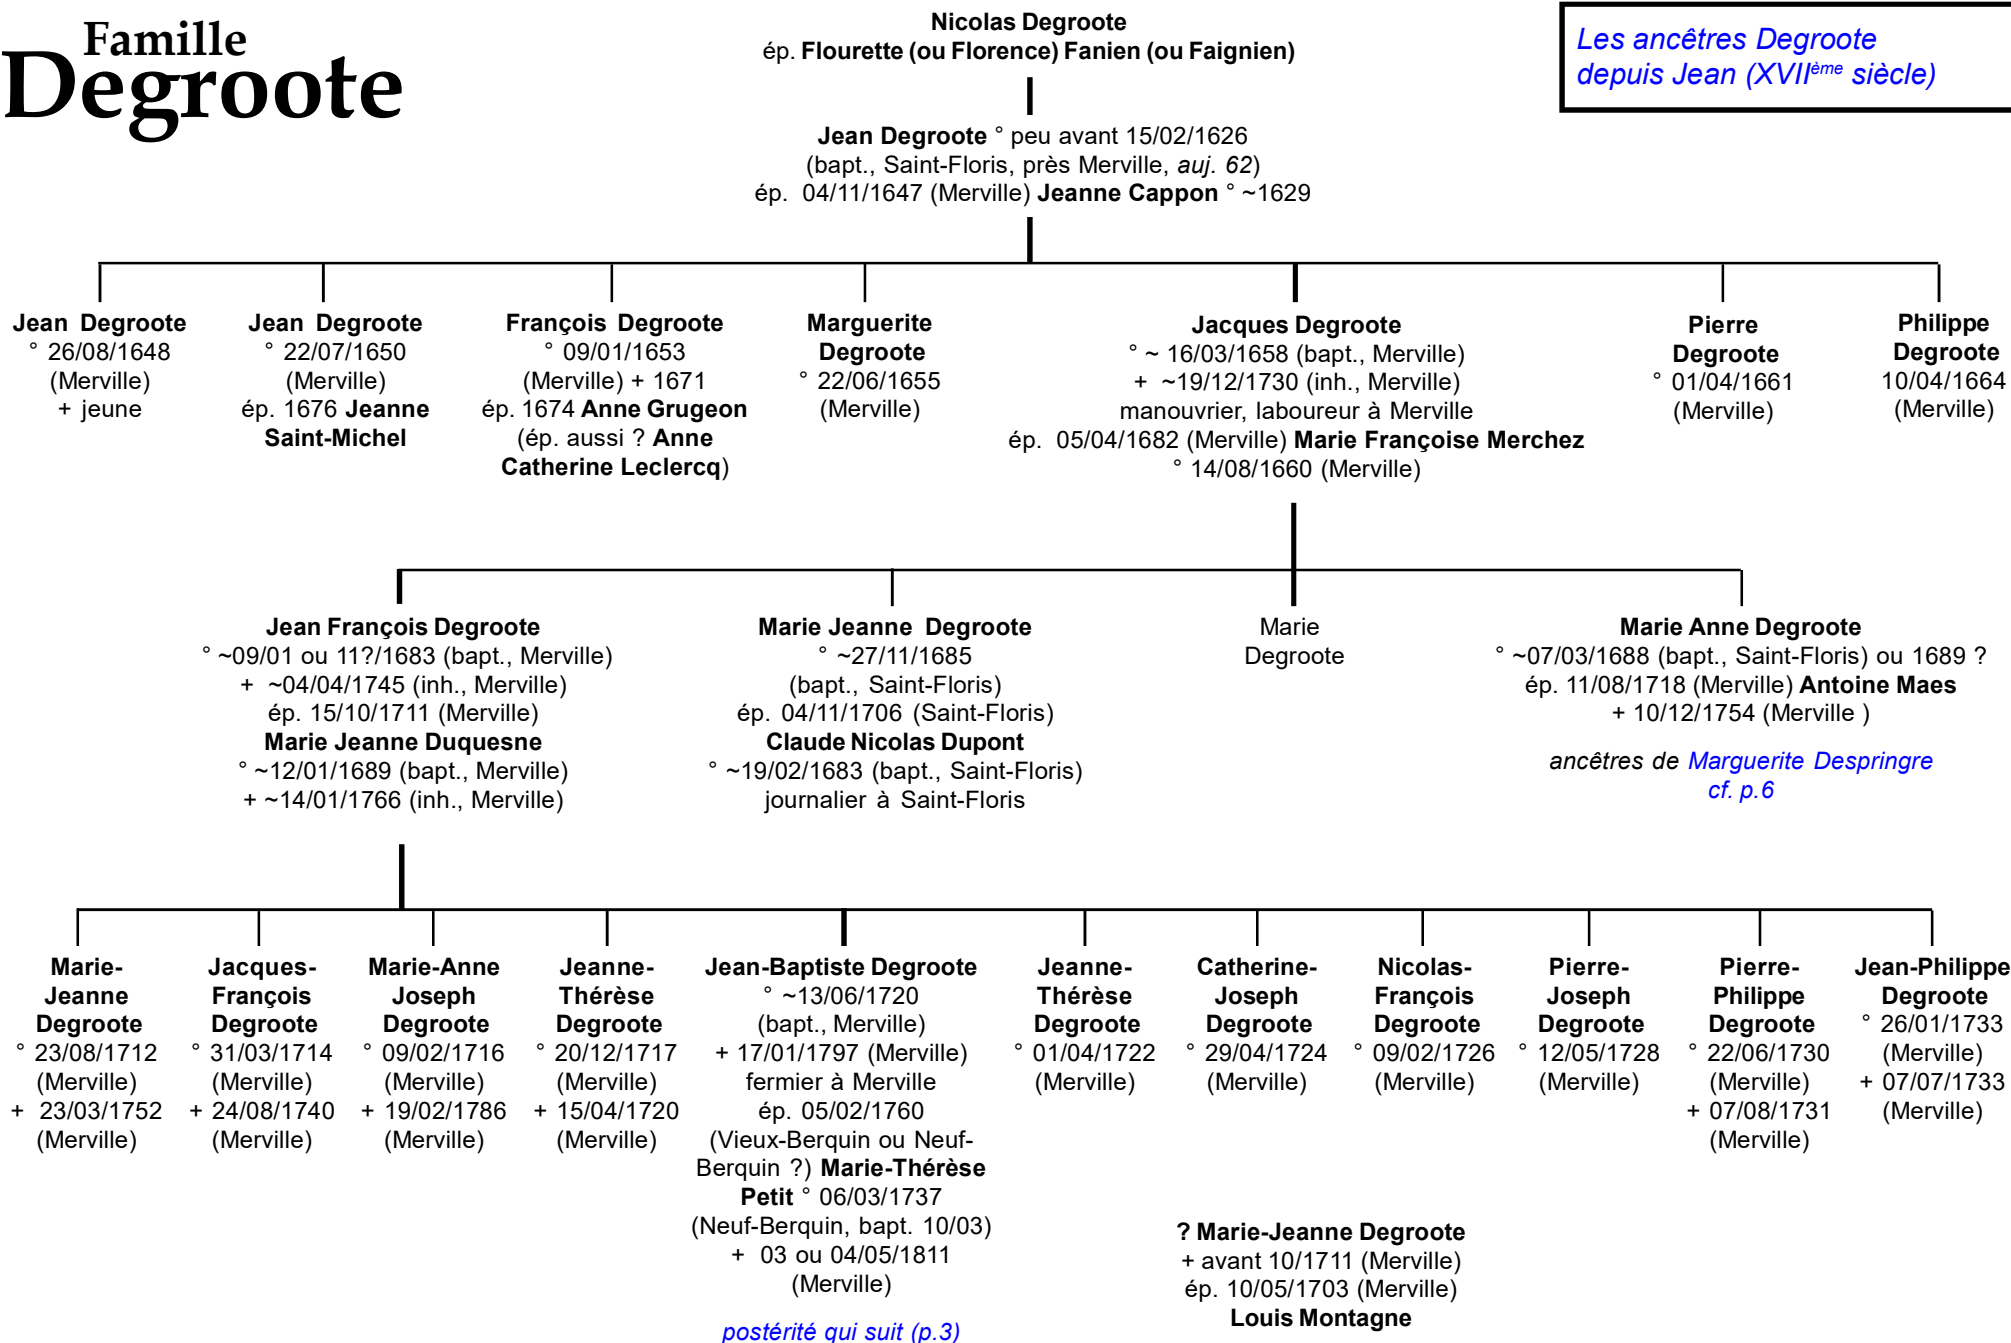 Famille
Degroote
Nicolas Degroote
ép. Flourette (ou Florence) Fanien (ou Faignien)
Les ancêtres Degroote
depuis Jean (XVIIème siècle)
Jean Degroote ° peu avant 15/02/1626
(bapt., Saint-Floris, près Merville, auj. 62)
ép. 04/11/1647 (Merville) Jeanne Cappon ° ~1629
Jean Degroote
° 26/08/1648
(Merville)
+ jeune
Jean Degroote
° 22/07/1650
(Merville)
ép. 1676 Jeanne
Saint-Michel
François Degroote
° 09/01/1653
(Merville) + 1671
ép. 1674 Anne Grugeon
(ép. aussi ? Anne
Catherine Leclercq)
Marguerite
Degroote
° 22/06/1655
(Merville)
Jacques Degroote
° ~ 16/03/1658 (bapt., Merville)
+ ~19/12/1730 (inh., Merville)
manouvrier, laboureur à Merville
ép. 05/04/1682 (Merville) Marie Françoise Merchez
° 14/08/1660 (Merville)
Pierre
Degroote
° 01/04/1661
(Merville)
Philippe
Degroote
10/04/1664
(Merville)
Jean François Degroote
° ~09/01 ou 11?/1683 (bapt., Merville)
+ ~04/04/1745 (inh., Merville)
ép. 15/10/1711 (Merville)
Marie Jeanne Duquesne
° ~12/01/1689 (bapt., Merville)
+ ~14/01/1766 (inh., Merville)
Marie Jeanne Degroote
° ~27/11/1685
(bapt., Saint-Floris)
ép. 04/11/1706 (Saint-Floris)
Claude Nicolas Dupont
° ~19/02/1683 (bapt., Saint-Floris)
journalier à Saint-Floris
Marie
Degroote
Marie Anne Degroote
° ~07/03/1688 (bapt., Saint-Floris) ou 1689 ?
ép. 11/08/1718 (Merville) Antoine Maes
+ 10/12/1754 (Merville )
ancêtres de Marguerite Despringre
cf. p.6
Marie-
Jeanne
Degroote
° 23/08/1712
(Merville)
+ 23/03/1752
(Merville)
Jacques-
François
Degroote
° 31/03/1714
(Merville)
+ 24/08/1740
(Merville)
Marie-Anne
Joseph
Degroote
° 09/02/1716
(Merville)
+ 19/02/1786
(Merville)
Jeanne-
Thérèse
Degroote
° 20/12/1717
(Merville)
+ 15/04/1720
(Merville)
Jean-Baptiste Degroote
° ~13/06/1720
(bapt., Merville)
+ 17/01/1797 (Merville)
fermier à Merville
ép. 05/02/1760
(Vieux-Berquin ou Neuf-
Berquin ?) Marie-Thérèse
Petit ° 06/03/1737
(Neuf-Berquin, bapt. 10/03)
+ 03 ou 04/05/1811
(Merville)
postérité qui suit (p.3)
Jeanne-
Thérèse
Degroote
° 01/04/1722
(Merville)
Catherine-
Joseph
Degroote
° 29/04/1724
(Merville)
Nicolas-
François
Degroote
° 09/02/1726
(Merville)
Pierre-
Joseph
Degroote
° 12/05/1728
(Merville)
Pierre-
Philippe
Degroote
° 22/06/1730
(Merville)
+ 07/08/1731
(Merville)
Jean-Philippe
Degroote
° 26/01/1733
(Merville)
+ 07/07/1733
(Merville)
? Marie-Jeanne Degroote
+ avant 10/1711 (Merville)
ép. 10/05/1703 (Merville)
Louis Montagne